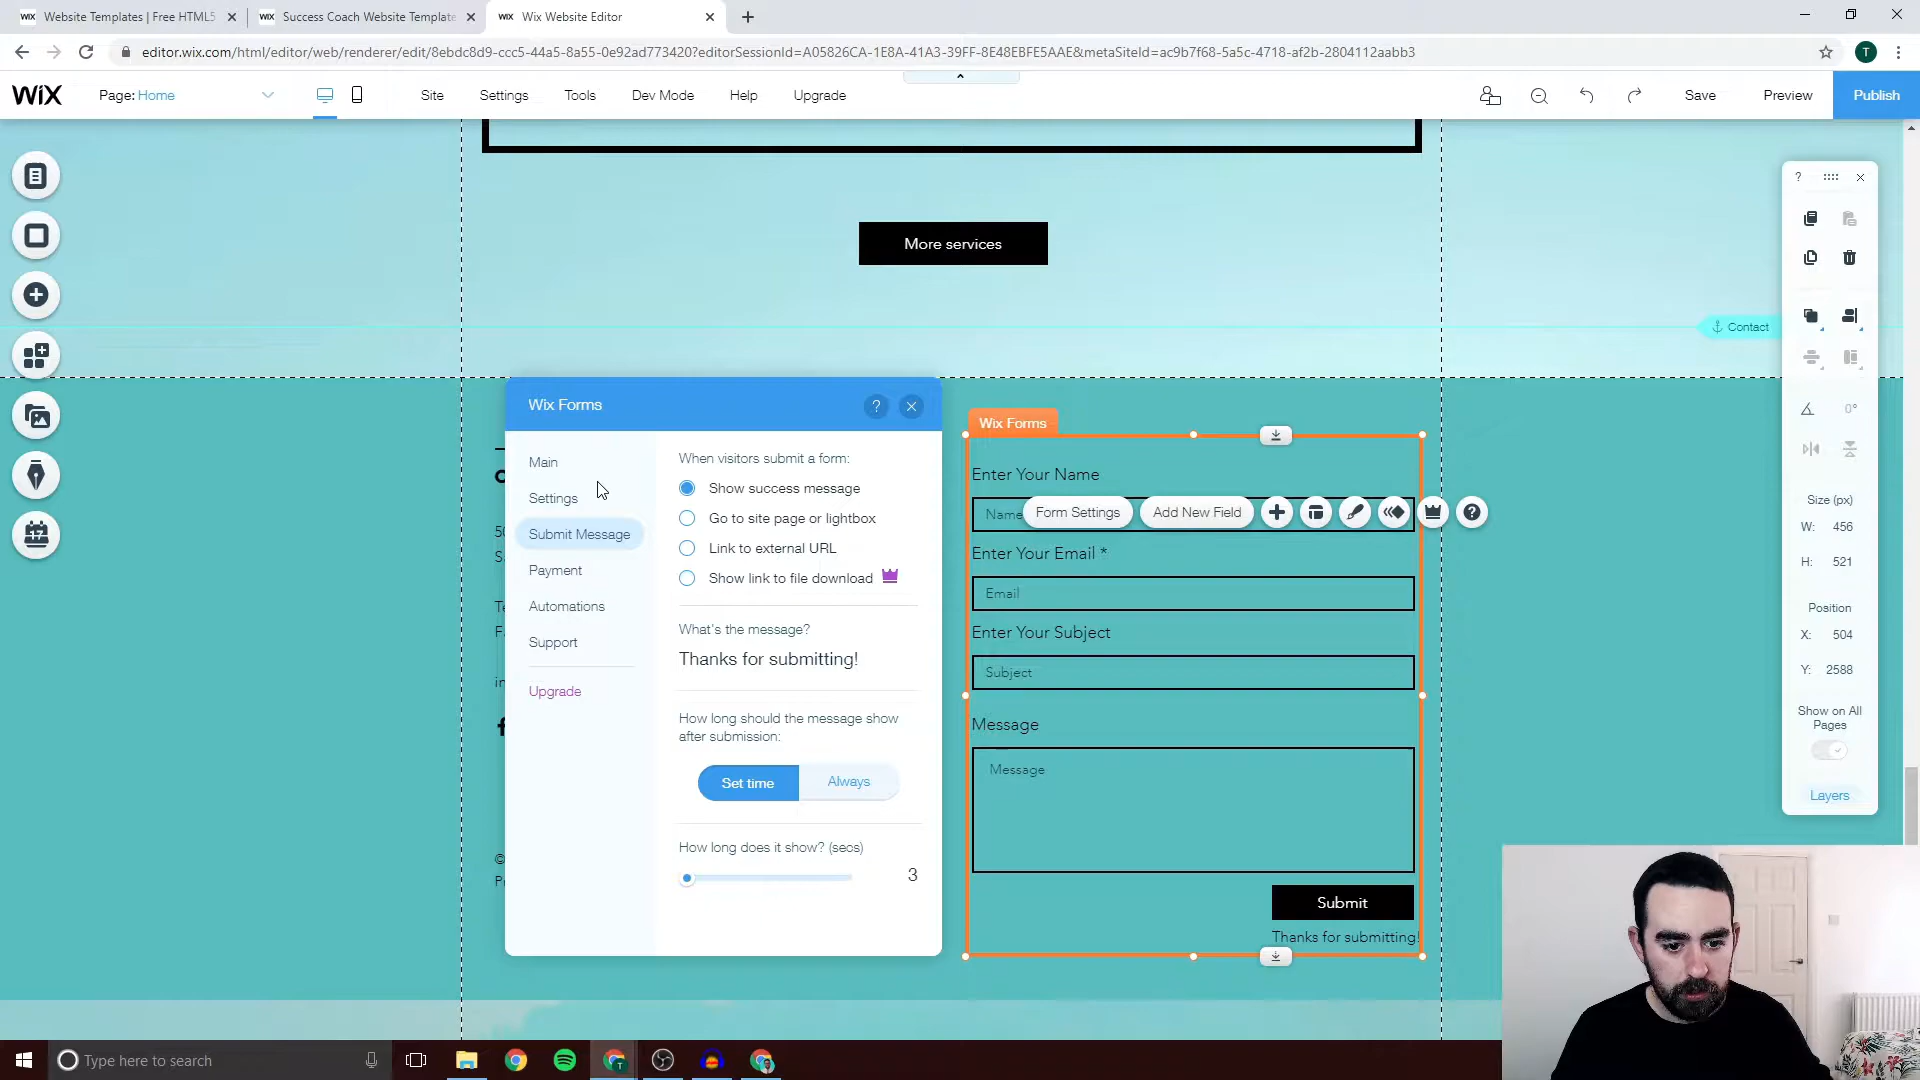 WiX Website Templates | Free HTML5
WiX Success Coach Website Template
WiX Wix Website Editor
editor.wix.com/html/editor/web/renderer/edit/8ebdc8d9-ccc5-44a5-8a55-0e92ad773420?editorSessionId=A05826CA-1E8A-41A3-39FF-8E48EBFE5AAE&metaSiteId=ac9b7f68-5a5c-4718-af2b-2804112aabb3
T
WiX Page: Home Site Settings Tools Dev Mode Help Upgrade Save Preview Publish
More services
Contact
Wix Forms
?
Main
Settings
Submit Message
Payment
Automations
Support
Upgrade
When visitors submit a form:
Show success message
Go to site page or lightbox
Link to external URL
Show link to file download
What's the message?
Thanks for submitting!
How long should the message show
after submission:
Set time Always
How long does it show? (secs)
3
Wix Forms
Enter Your Name
Name
Form Settings Add New Field ?
Enter Your Email *
Email
Enter Your Subject
Subject
Message
Message
Submit
Thanks for submitting!
?
0°
Size (px)
W: 456
H: 521
Position
X: 504
Y: 2588
Show on All
Pages
Layers
17
Type here to search